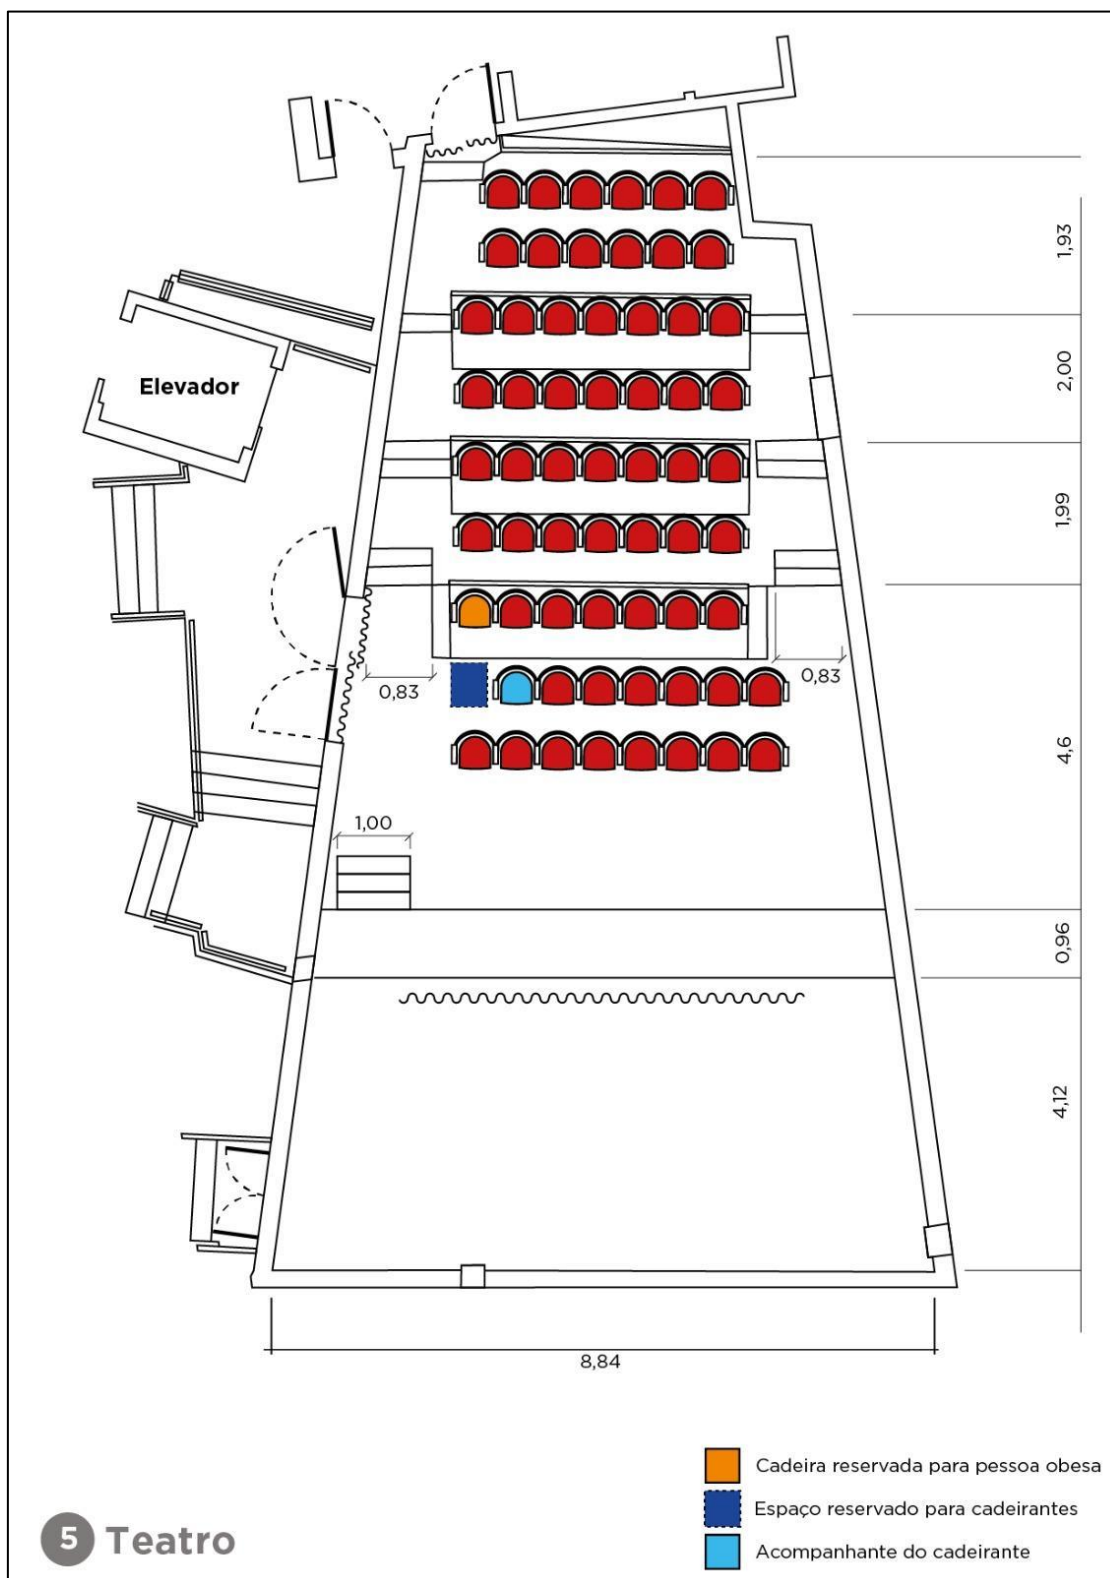 1,93
2,00
Elevador
1,99
0,83
0,83
4,6
1,00
0,96
4,12
8,84
Cadeira reservada para pessoa obesa
Espaço reservado para cadeirantes
Acompanhante do cadeirante
5 Teatro